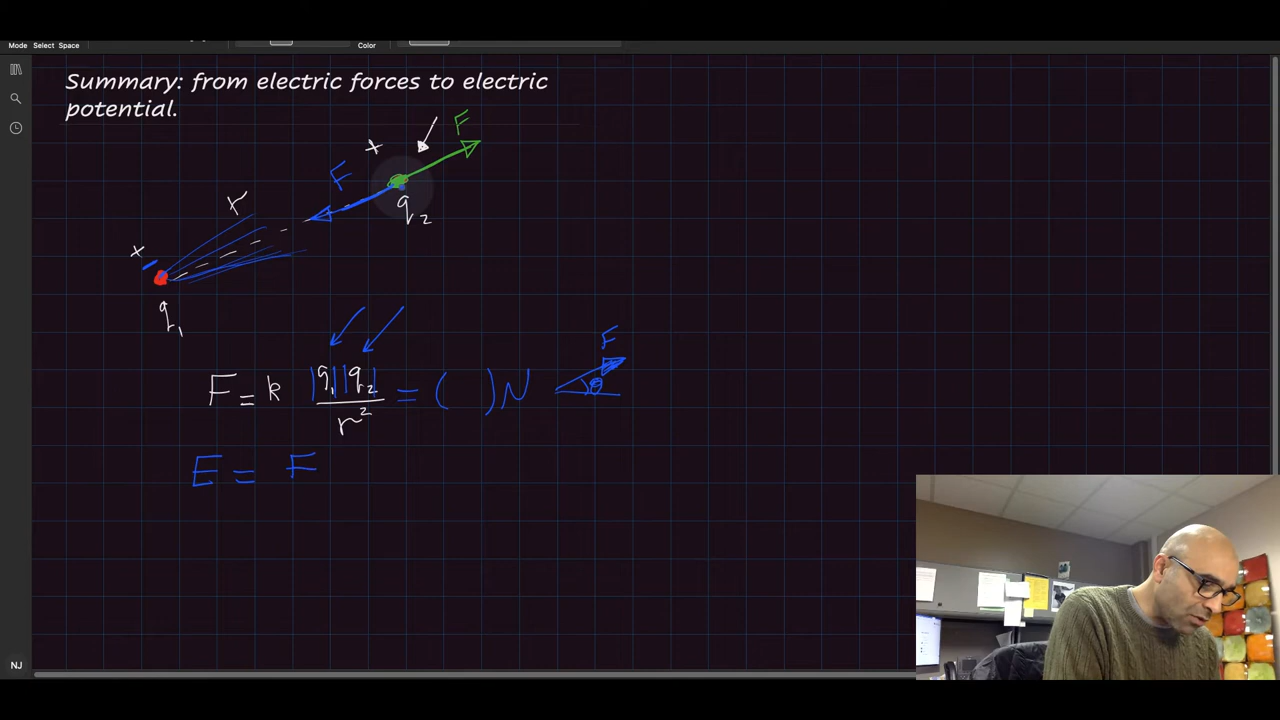 Mode Select Space Color
Summary: from electric forces to electric
potential.
F
x
F
r
q2
x
q1
F
F = k |q1||q2| / r² = ( ) N
θ
E = F
NJ